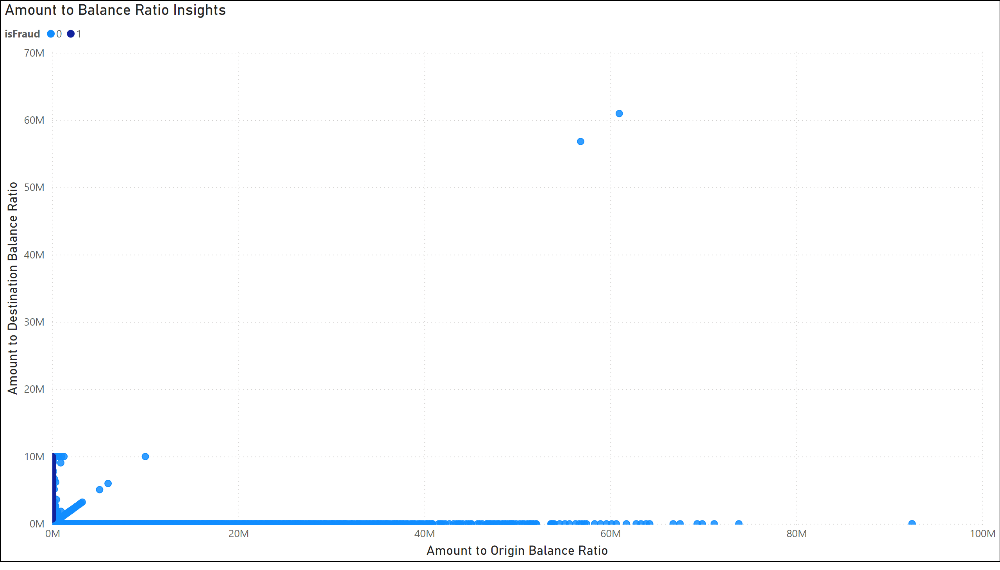 Amount to Balance Ratio Insights
isFraud 0 1
70M
60M
50M
40M
30M
20M
10M
0M
Amount to Destination Balance Ratio
0M 20M 40M 60M 80M 100M
Amount to Origin Balance Ratio